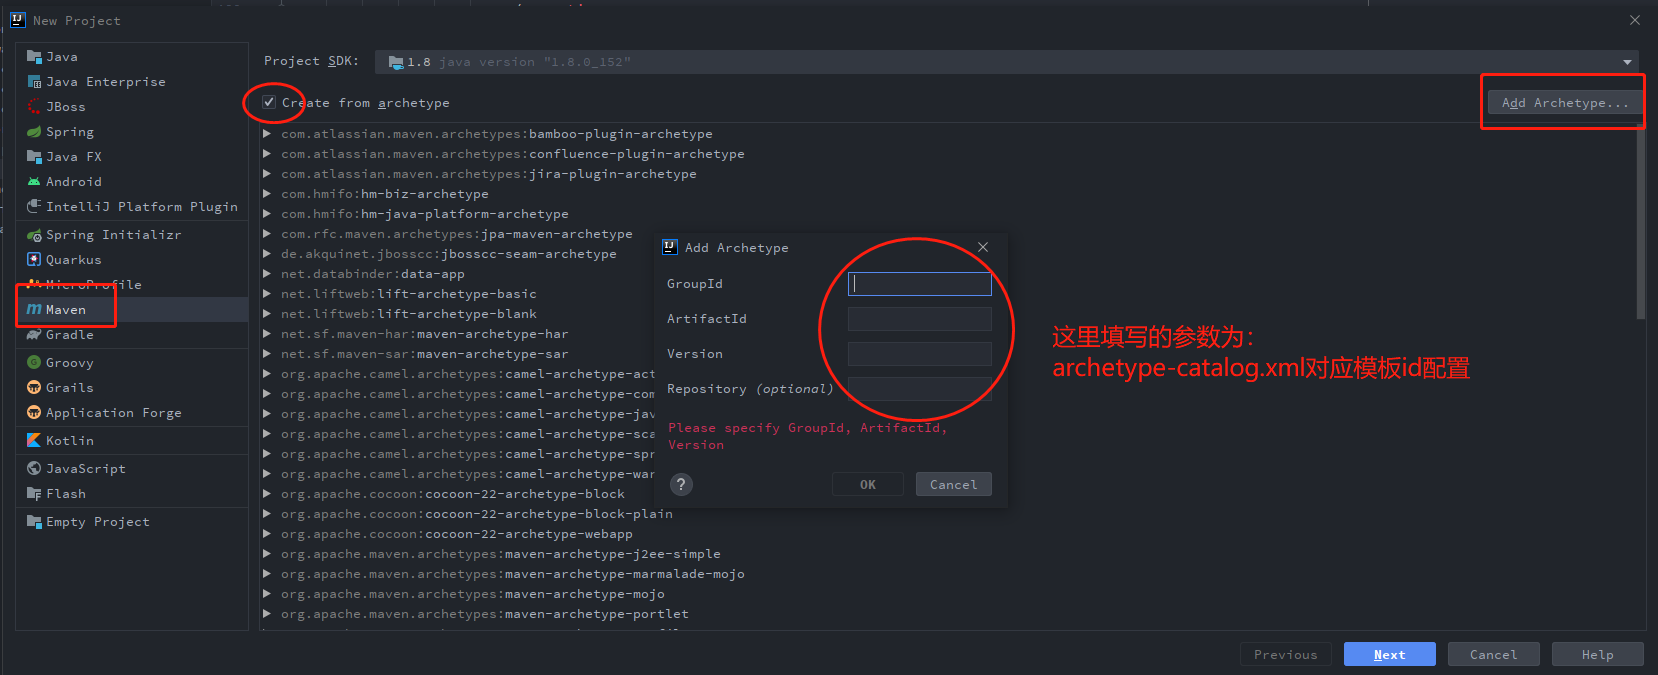 New Project
Java
Java Enterprise
JBoss
Spring
Java FX
Android
IntelliJ Platform Plugin
Spring Initializr
Quarkus
MicroProfile
Maven
Gradle
Groovy
Grails
Application Forge
Kotlin
JavaScript
Flash
Empty Project
Project SDK: 1.8 java version "1.8.0_152"
Create from archetype
Add Archetype...
com.atlassian.maven.archetypes:bamboo-plugin-archetype
com.atlassian.maven.archetypes:confluence-plugin-archetype
com.atlassian.maven.archetypes:jira-plugin-archetype
com.hmifo:hm-biz-archetype
com.hmifo:hm-java-platform-archetype
com.rfc.maven.archetypes:jpa-maven-archetype
de.akquinet.jbosscc:jbosscc-seam-archetype
net.databinder:data-app
net.liftweb:lift-archetype-basic
net.liftweb:lift-archetype-blank
net.sf.maven-har:maven-archetype-har
net.sf.maven-sar:maven-archetype-sar
org.apache.camel.archetypes:camel-archetype-act
org.apache.camel.archetypes:camel-archetype-com
org.apache.camel.archetypes:camel-archetype-jav
org.apache.camel.archetypes:camel-archetype-sca
org.apache.camel.archetypes:camel-archetype-spr
org.apache.camel.archetypes:camel-archetype-war
org.apache.cocoon:cocoon-22-archetype-block
org.apache.cocoon:cocoon-22-archetype-block-plain
org.apache.cocoon:cocoon-22-archetype-webapp
org.apache.maven.archetypes:maven-archetype-j2ee-simple
org.apache.maven.archetypes:maven-archetype-marmalade-mojo
org.apache.maven.archetypes:maven-archetype-mojo
org.apache.maven.archetypes:maven-archetype-portlet
Add Archetype
GroupId
ArtifactId
Version
Repository (optional)
Please specify GroupId, ArtifactId,
Version
?
OK
Cancel
这里填写的参数为：
archetype-catalog.xml对应模板id配置
Previous
Next
Cancel
Help